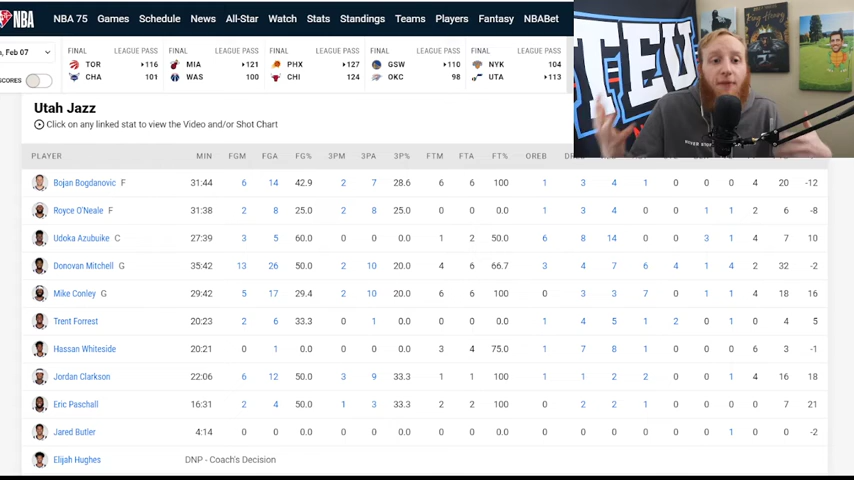 NBA NBA 75 Games Schedule News All-Star Watch Stats Standings Teams Players Fantasy NBABet
Feb 07 FINAL LEAGUE PASS FINAL LEAGUE PASS FINAL LEAGUE PASS FINAL LEAGUE PASS FINAL LEAGUE PASS
TOR 116 MIA 121 PHX 127 GSW 110 NYK 104
SCORES CHA 101 WAS 100 CHI 124 OKC 98 UTA 113
TEU
NEVER STOP
Utah Jazz
Click on any linked stat to view the Video and/or Shot Chart
PLAYER MIN FGM FGA FG% 3PM 3PA 3P% FTM FTA FT% OREB
Bojan Bogdanovic F 31:44 6 14 42.9 2 7 28.6 6 6 100 1 3 4 1 0 0 0 4 20 -12
Royce O'Neale F 31:38 2 8 25.0 2 8 25.0 0 0 0.0 1 3 4 0 0 1 1 2 6 -8
Udoka Azubuike C 27:39 3 5 60.0 0 0 0.0 1 2 50.0 6 8 14 0 0 3 1 4 7 10
Donovan Mitchell G 35:42 13 26 50.0 2 10 20.0 4 6 66.7 3 4 7 6 4 1 4 2 32 -2
Mike Conley G 29:42 5 17 29.4 2 10 20.0 6 6 100 0 3 3 7 0 1 1 4 18 16
Trent Forrest 20:23 2 6 33.3 0 1 0.0 0 0 0.0 1 4 5 1 2 0 1 0 4 5
Hassan Whiteside 20:21 0 1 0.0 0 0 0.0 3 4 75.0 1 7 8 1 0 0 0 6 3 -1
Jordan Clarkson 22:06 6 12 50.0 3 9 33.3 1 1 100 1 1 2 2 0 0 1 4 16 18
Eric Paschall 16:31 2 4 50.0 1 3 33.3 2 2 100 0 2 2 1 0 0 0 0 7 21
Jared Butler 4:14 0 0 0.0 0 0 0.0 0 0 0.0 0 0 0 0 0 0 1 0 0 -2
Elijah Hughes DNP - Coach's Decision